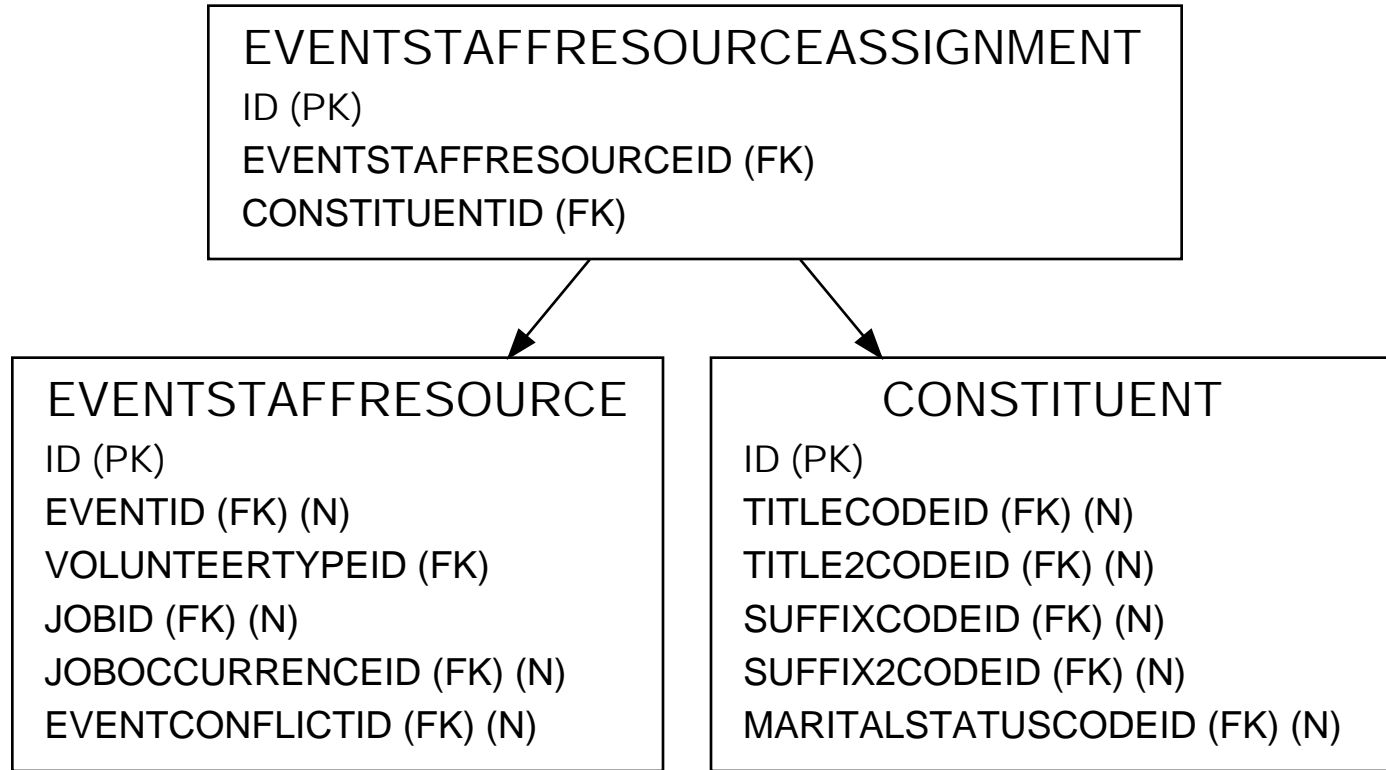 EVENTSTAFFRESOURCEASSIGNMENT
ID (PK)
EVENTSTAFFRESOURCEID (FK)
CONSTITUENTID (FK)
EVENTSTAFFRESOURCE
ID (PK)
EVENTID (FK) (N)
VOLUNTEERTYPEID (FK)
JOBID (FK) (N)
JOBOCCURRENCEID (FK) (N)
EVENTCONFLICTID (FK) (N)
CONSTITUENT
ID (PK)
TITLECODEID (FK) (N)
TITLE2CODEID (FK) (N)
SUFFIXCODEID (FK) (N)
SUFFIX2CODEID (FK) (N)
MARITALSTATUSCODEID (FK) (N)